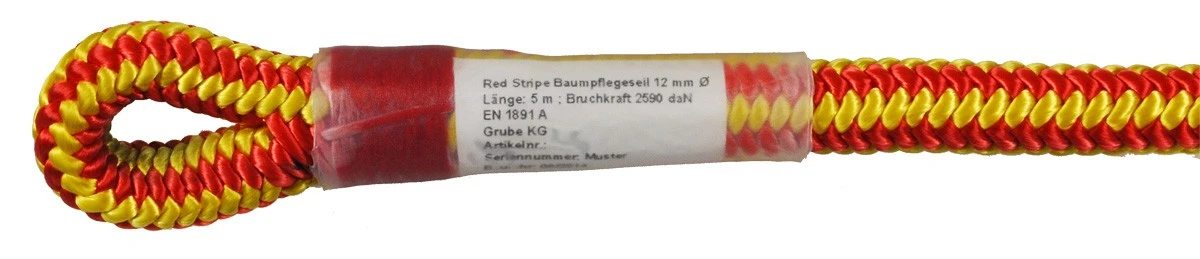 Red Stripe Baumpflegeseil 12 mm Ø
Länge: 5 m ; Bruchkraft 2590 daN
EN 1891 A
Grube KG
Artikelnr.:
Seriennummer: Muster